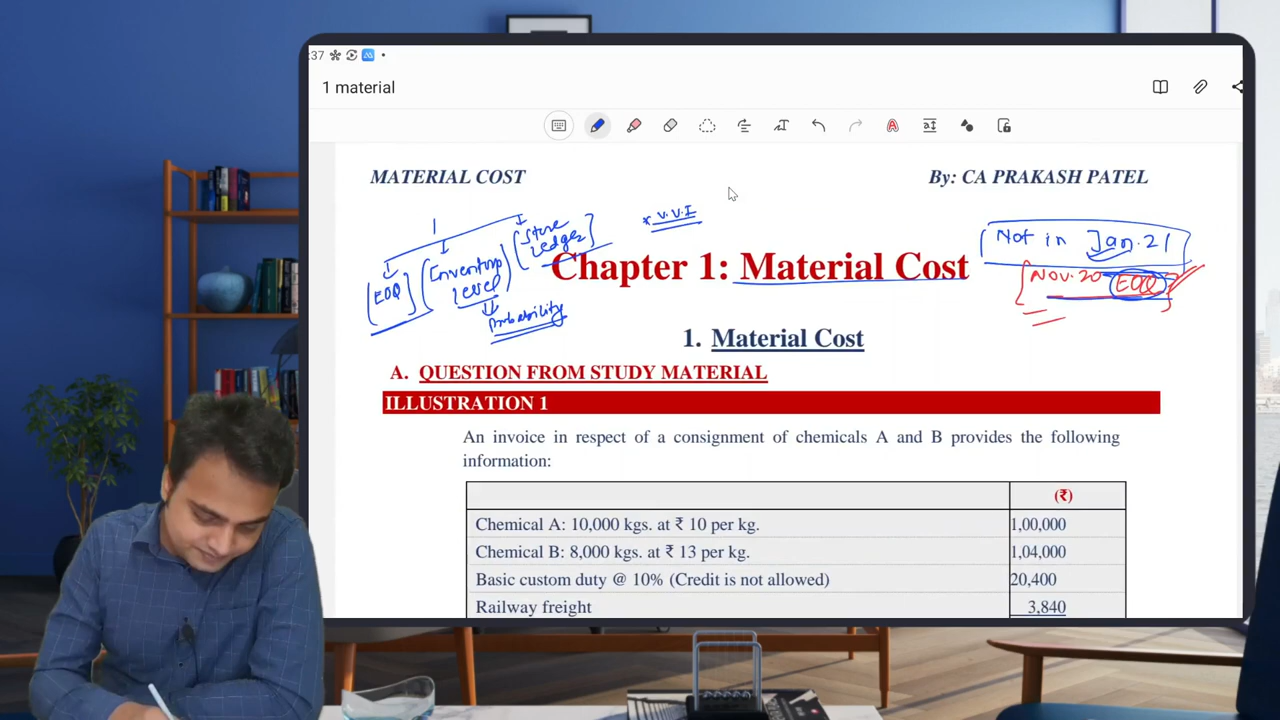 :37
1 material
MATERIAL COST
By: CA PRAKASH PATEL
* V.V.I
Not in Jan.21
[EOQ] [Inventory Level] [Store Ledger]
Probability
[Nov.20 EOQ]
Chapter 1: Material Cost
1. Material Cost
A. QUESTION FROM STUDY MATERIAL
ILLUSTRATION 1
An invoice in respect of a consignment of chemicals A and B provides the following
information:
(₹)
Chemical A: 10,000 kgs. at ₹ 10 per kg. 1,00,000
Chemical B: 8,000 kgs. at ₹ 13 per kg. 1,04,000
Basic custom duty @ 10% (Credit is not allowed) 20,400
Railway freight 3,840